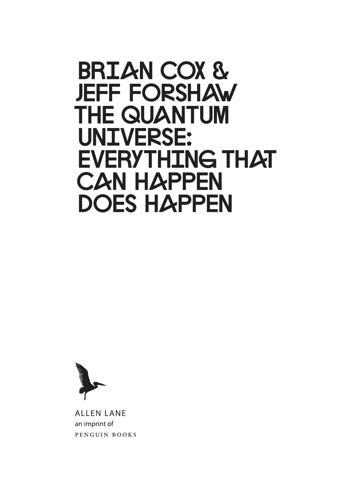 BRIAN COX &
JEFF FORSHAW
THE QUANTUM
UNIVERSE:
EVERYTHING THAT
CAN HAPPEN
DOES HAPPEN
ALLEN LANE
an imprint of
PENGUIN BOOKS